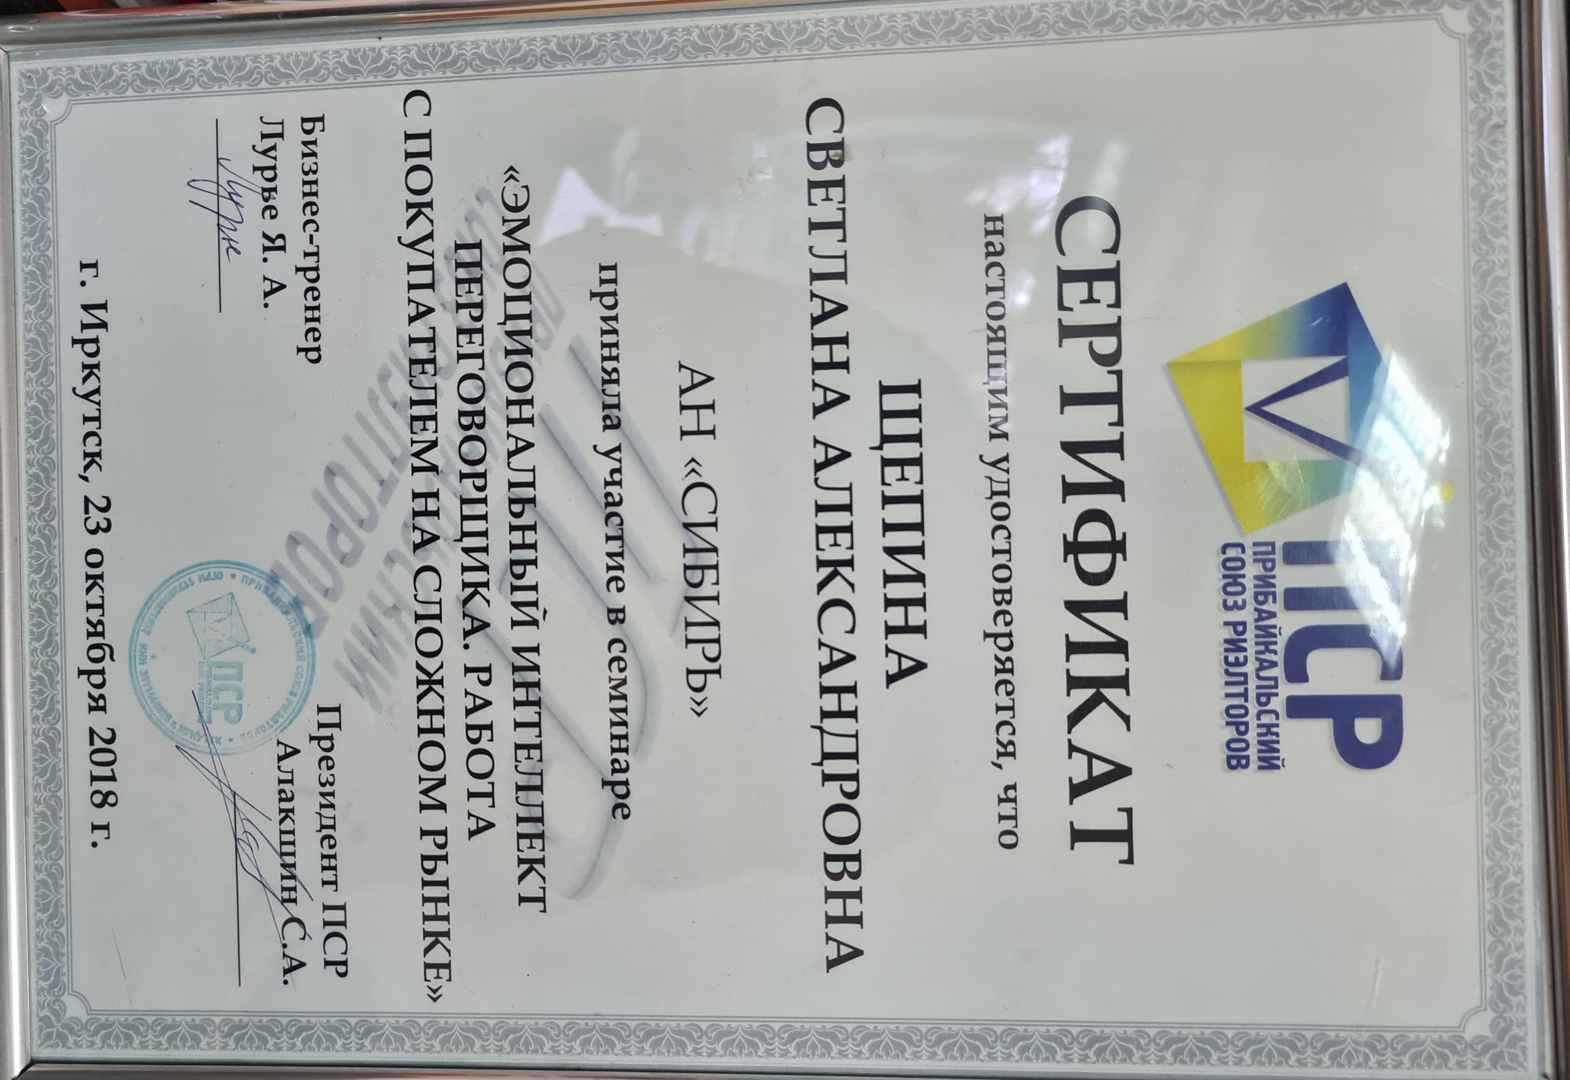 ПСР
ПРИБАЙКАЛЬСКИЙ
СОЮЗ РИЭЛТОРОВ
СЕРТИФИКАТ
настоящим удостоверяется, что
ЩЕПИНА
СВЕТЛАНА АЛЕКСАНДРОВНА
АН «СИБИРЬ»
приняла участие в семинаре
«ЭМОЦИОНАЛЬНЫЙ ИНТЕЛЛЕКТ
ПЕРЕГОВОРЩИКА. РАБОТА
С ПОКУПАТЕЛЕМ НА СЛОЖНОМ РЫНКЕ»
Бизнес-тренер
Лурье Я. А.
Президент ПСР
Алакшин С.А.
ПСР
г. Иркутск, 23 октября 2018 г.